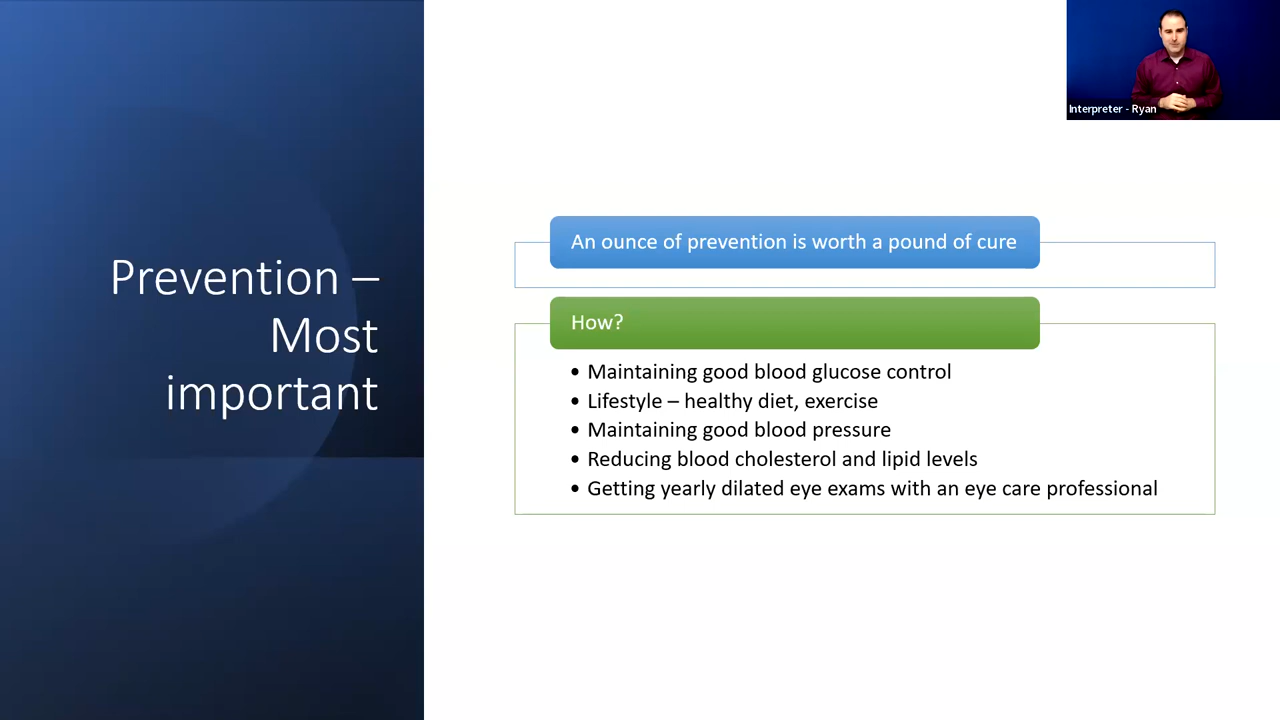 Prevention –
Most
important
Interpreter - Ryan
An ounce of prevention is worth a pound of cure
How?
• Maintaining good blood glucose control
• Lifestyle – healthy diet, exercise
• Maintaining good blood pressure
• Reducing blood cholesterol and lipid levels
• Getting yearly dilated eye exams with an eye care professional